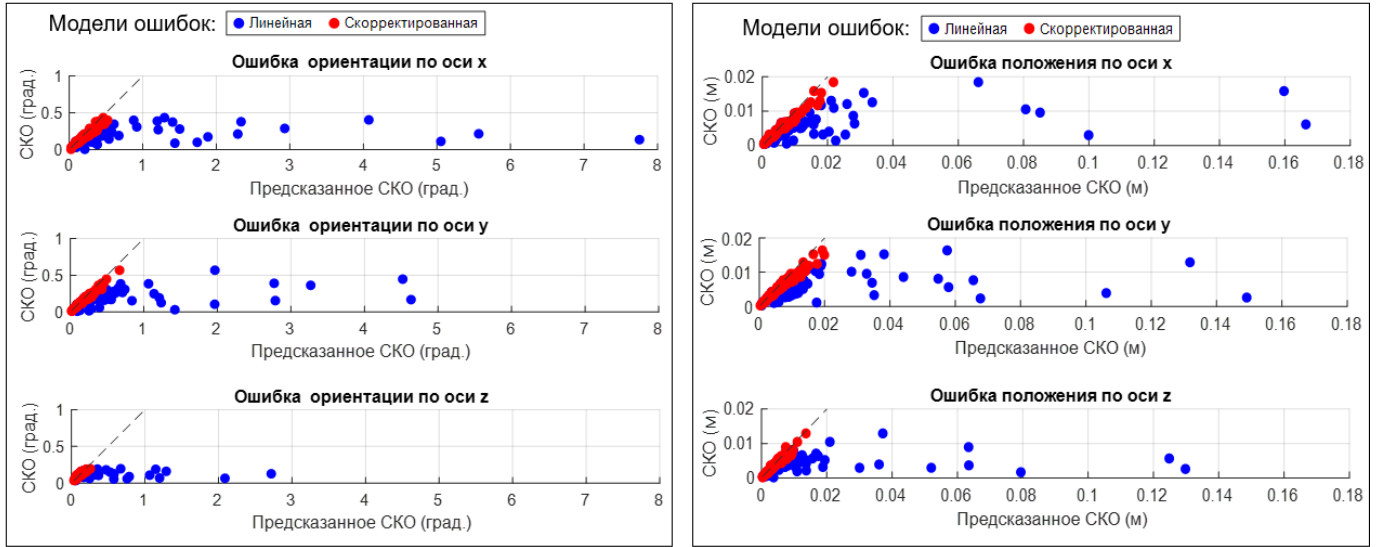 Модели ошибок: Линейная Скорректированная
Ошибка ориентации по оси x
СКО (град.)
1
0.5
0
0 1 2 3 4 5 6 7 8
Предсказанное СКО (град.)
Ошибка ориентации по оси y
СКО (град.)
1
0.5
0
0 1 2 3 4 5 6 7 8
Предсказанное СКО (град.)
Ошибка ориентации по оси z
СКО (град.)
1
0.5
0
0 1 2 3 4 5 6 7 8
Предсказанное СКО (град.)
Модели ошибок: Линейная Скорректированная
Ошибка положения по оси x
СКО (м)
0.02
0.01
0
0 0.02 0.04 0.06 0.08 0.1 0.12 0.14 0.16 0.18
Предсказанное СКО (м)
Ошибка положения по оси y
СКО (м)
0.02
0.01
0
0 0.02 0.04 0.06 0.08 0.1 0.12 0.14 0.16 0.18
Предсказанное СКО (м)
Ошибка положения по оси z
СКО (м)
0.02
0.01
0
0 0.02 0.04 0.06 0.08 0.1 0.12 0.14 0.16 0.18
Предсказанное СКО (м)